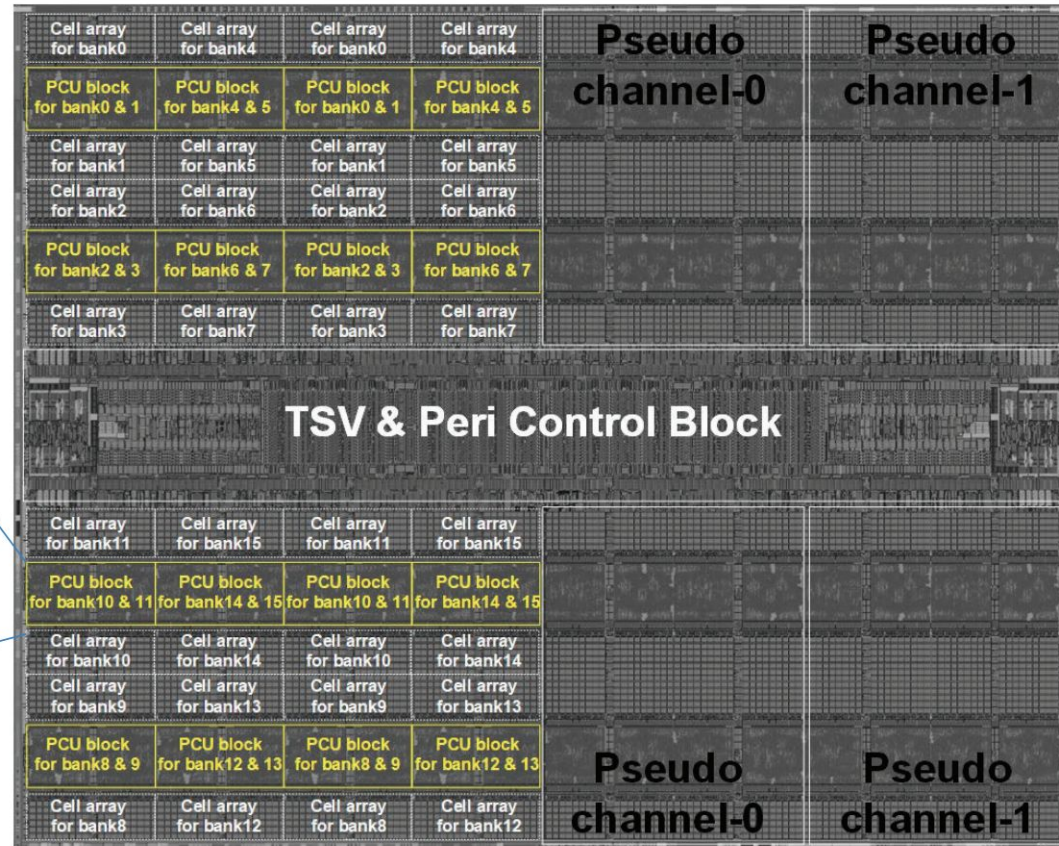 Cell array
for bank0
Cell array
for bank4
Cell array
for bank0
Cell array
for bank4
Pseudo
channel-0
Pseudo
channel-1
PCU block
for bank0 & 1
PCU block
for bank4 & 5
PCU block
for bank0 & 1
PCU block
for bank4 & 5
Cell array
for bank1
Cell array
for bank5
Cell array
for bank1
Cell array
for bank5
Cell array
for bank2
Cell array
for bank6
Cell array
for bank2
Cell array
for bank6
PCU block
for bank2 & 3
PCU block
for bank6 & 7
PCU block
for bank2 & 3
PCU block
for bank6 & 7
Cell array
for bank3
Cell array
for bank7
Cell array
for bank3
Cell array
for bank7
TSV & Peri Control Block
Cell array
for bank11
Cell array
for bank15
Cell array
for bank11
Cell array
for bank15
PCU block
for bank10 & 11
PCU block
for bank14 & 15
PCU block
for bank10 & 11
PCU block
for bank14 & 15
Cell array
for bank10
Cell array
for bank14
Cell array
for bank10
Cell array
for bank14
Cell array
for bank9
Cell array
for bank13
Cell array
for bank9
Cell array
for bank13
PCU block
for bank8 & 9
PCU block
for bank12 & 13
PCU block
for bank8 & 9
PCU block
for bank12 & 13
Pseudo
channel-0
Pseudo
channel-1
Cell array
for bank8
Cell array
for bank12
Cell array
for bank8
Cell array
for bank12